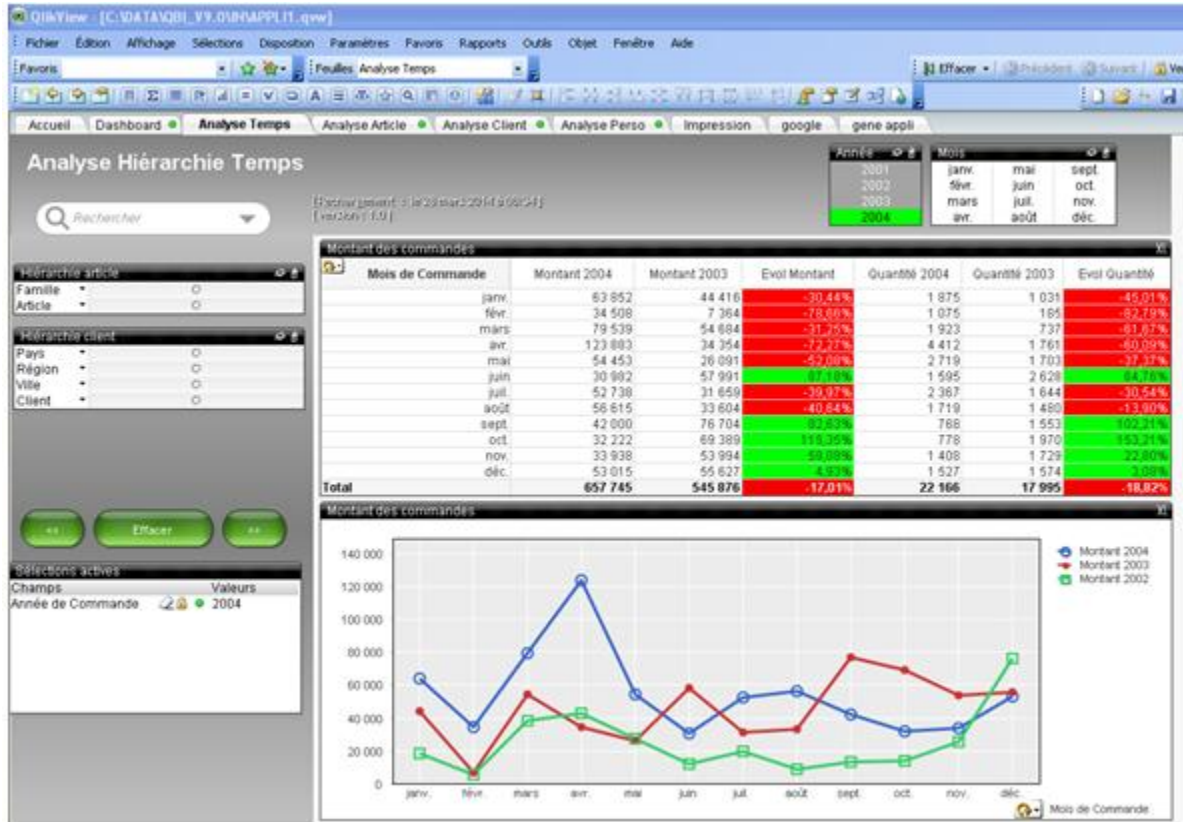 QlikView - [C:\DATA\QBI_V9.0\IN\APPLI1.qvw]
Fichier Édition Affichage Sélections Disposition Paramètres Favoris Rapports Outils Objet Fenêtre Aide
Favoris Feuilles Analyse Temps Effacer Précédent Suivant
Accueil Dashboard Analyse Temps Analyse Article Analyse Client Analyse Perso Impression google gene appli
Analyse Hiérarchie Temps
Année Mois
2001 janv. mai sept.
2002 févr. juin oct.
2003 mars juil. nov.
2004 avr. août déc.
[version : 1.0]
Rechercher
Hiérarchie article
Famille
Article
Hiérarchie client
Pays
Région
Ville
Client
<< Effacer >>
Sélections actives
Champs Valeurs
Année de Commande 2004
Montant des commandes XL
Mois de Commande Montant 2004 Montant 2003 Evol Montant Quantité 2004 Quantité 2003 Evol Quantité
janv. 63 852 44 416 -30,44% 1 875 1 031 -45,01%
févr. 34 508 7 364 -78,66% 1 075 185 -82,79%
mars 79 539 54 684 -31,25% 1 923 737 -61,67%
avr. 123 883 34 354 -72,27% 4 412 1 761 -60,09%
mai 54 453 26 091 -52,08% 2 719 1 703 -37,37%
juin 30 982 57 991 87,18% 1 595 2 628 64,76%
juil. 52 738 31 659 -39,97% 2 367 1 644 -30,54%
août 56 615 33 604 -40,64% 1 719 1 480 -13,90%
sept. 42 000 76 704 82,63% 768 1 553 102,21%
oct. 32 222 69 389 115,35% 778 1 970 153,21%
nov. 33 938 53 994 59,09% 1 408 1 729 22,80%
déc. 53 015 55 627 4,93% 1 527 1 574 3,08%
Total 657 745 545 876 -17,01% 22 166 17 995 -18,82%
Montant des commandes XL
140 000
120 000
100 000
80 000
60 000
40 000
20 000
0
janv. févr. mars avr. mai juin juil. août sept. oct. nov. déc.
Montant 2004
Montant 2003
Montant 2002
Mois de Commande